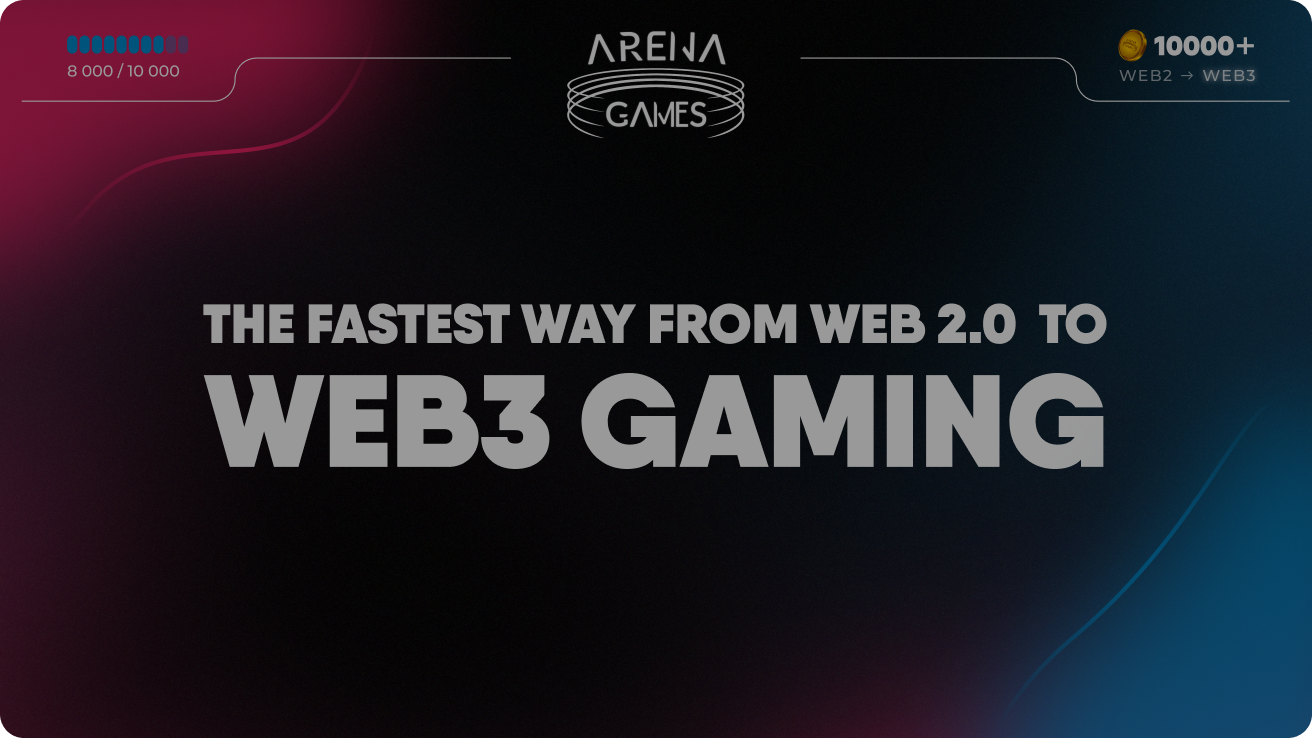 ARENA
GAMES
8 000 / 10 000
10000+
WEB2 → WEB3
THE FASTEST WAY FROM WEB 2.0 TO
WEB3 GAMING